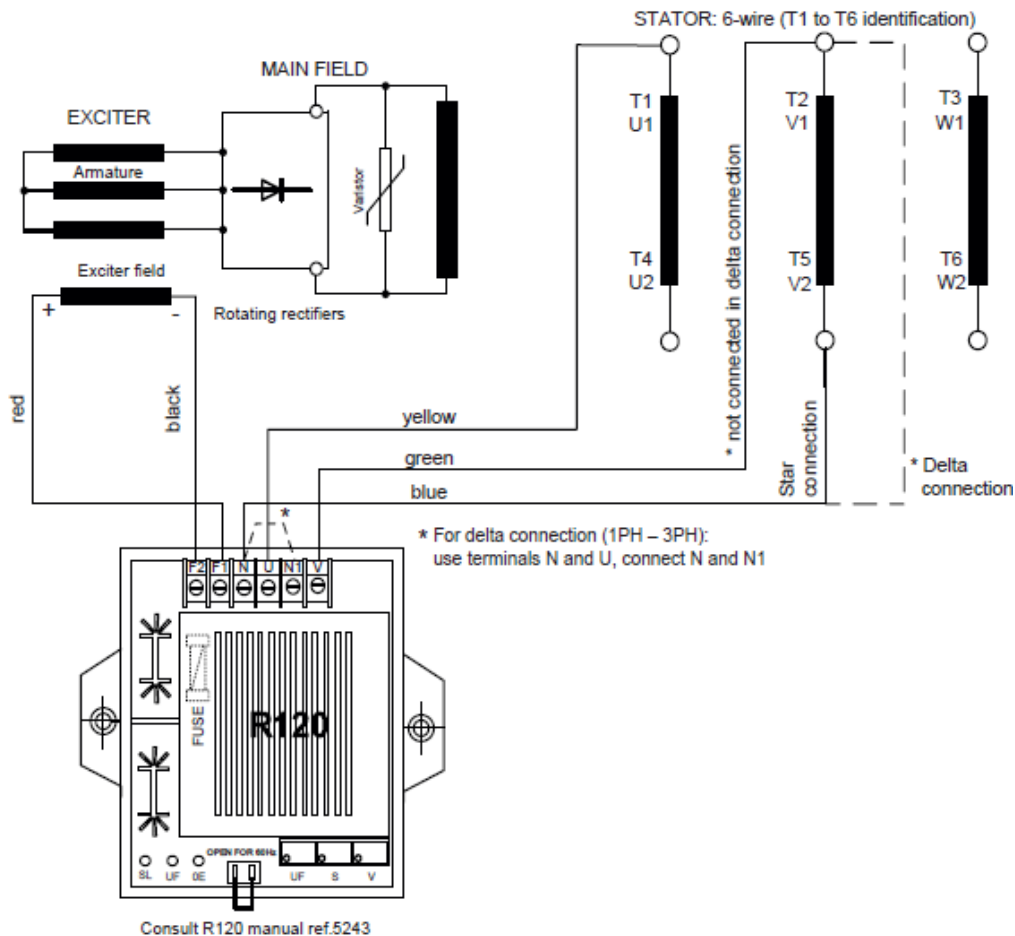 STATOR: 6-wire (T1 to T6 identification)
MAIN FIELD
EXCITER
Armature
Varistor
T1
U1
T2
V1
T3
W1
T4
U2
T5
V2
T6
W2
Exciter field
+
-
Rotating rectifiers
red
black
* not connected in delta connection
yellow
green
blue
Star
connection
* Delta
connection
*
* For delta connection (1PH – 3PH):
use terminals N and U, connect N and N1
F2 F1 N U N1 V
FUSE
R120
OPEN FOR 60Hz
SL UF OE UF S V
Consult R120 manual ref.5243